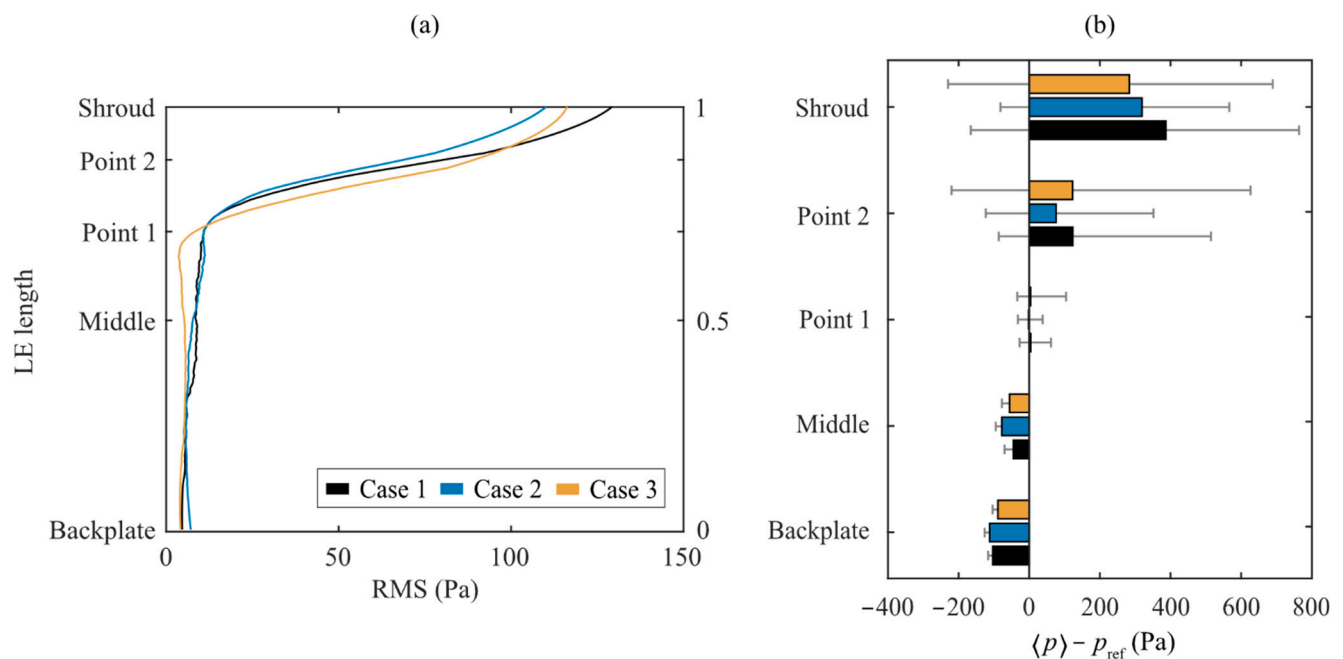 (a)
Shroud
Point 2
Point 1
Middle
Backplate
LE length
1
0.5
0
Case 1 Case 2 Case 3
0 50 100 150
RMS (Pa)
(b)
Shroud
Point 2
Point 1
Middle
Backplate
−400 −200 0 200 400 600 800
⟨p⟩ − p_ref (Pa)